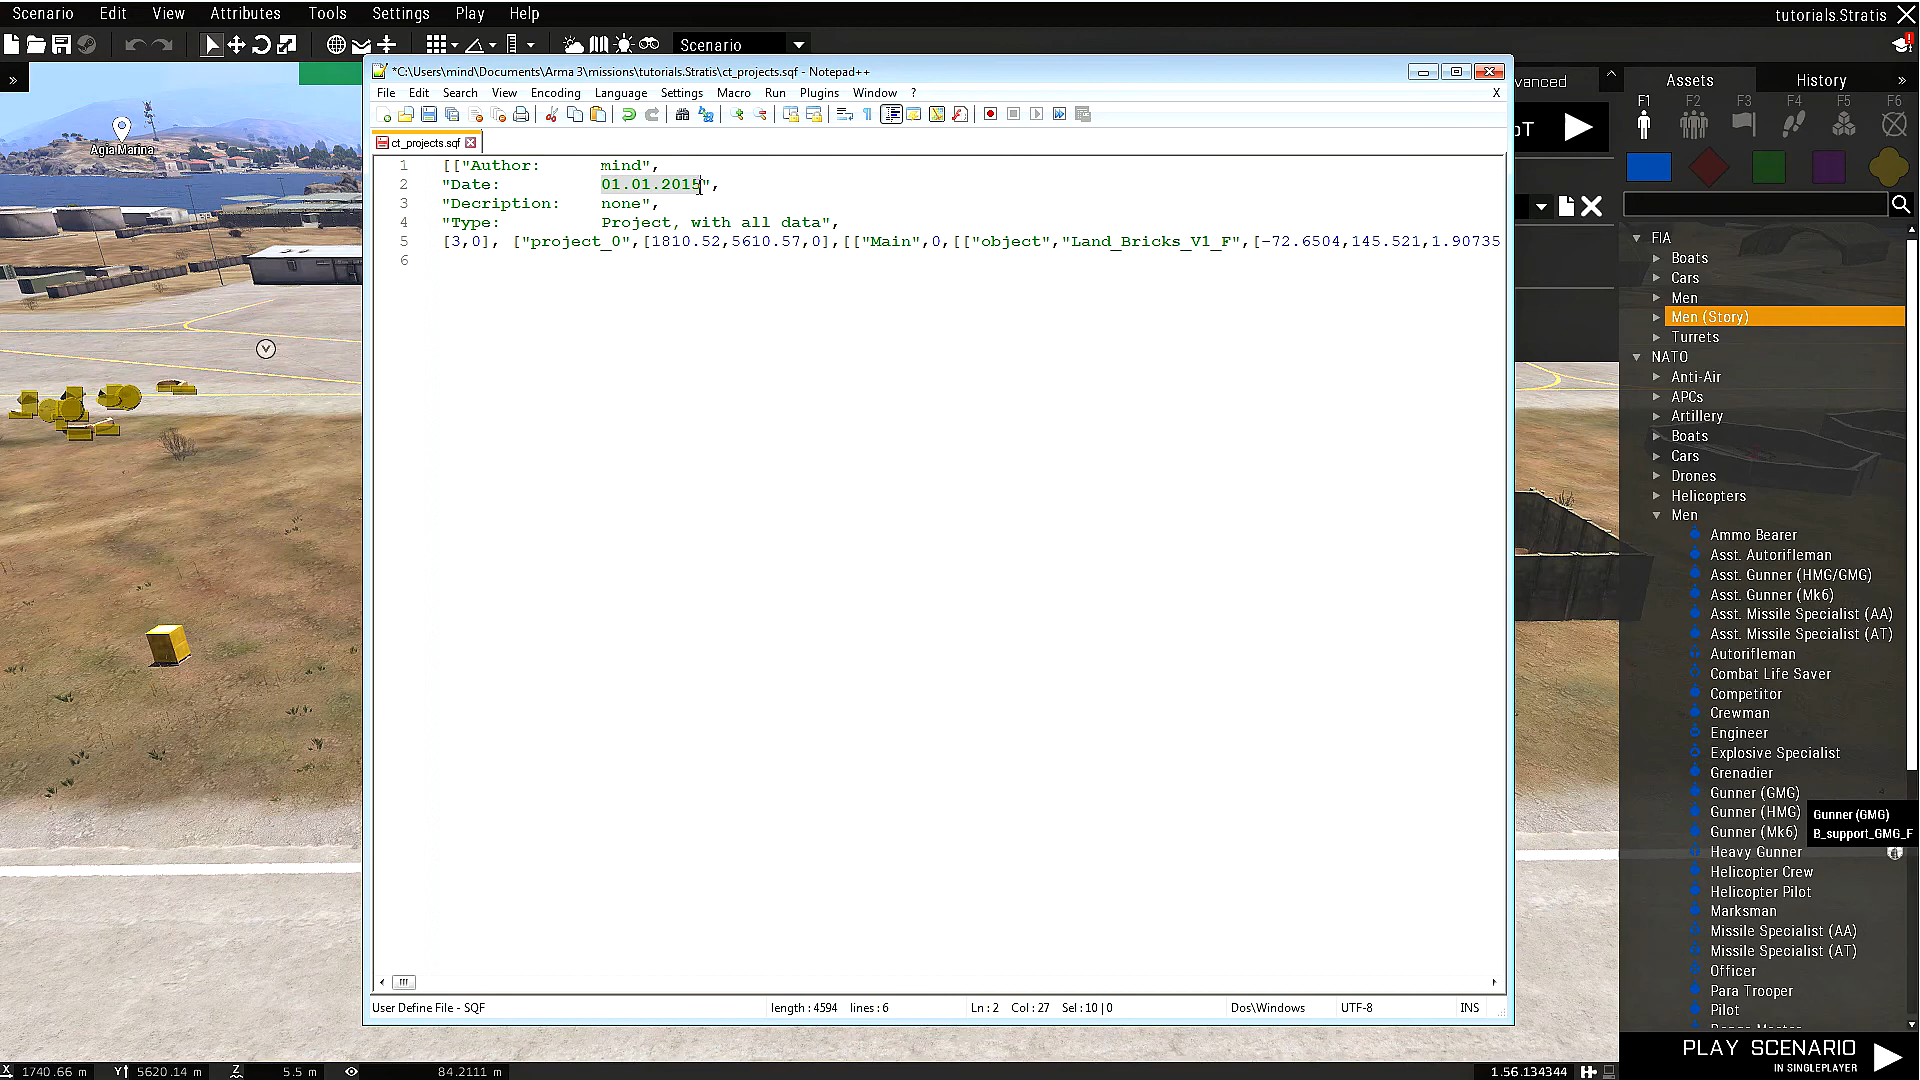 Scenario Edit View Attributes Tools Settings Play Help
tutorials.Stratis
Scenario
*C:\Users\mind\Documents\Arma 3\missions\tutorials.Stratis\ct_projects.sqf - Notepad++
File Edit Search View Encoding Language Settings Macro Run Plugins Window ? X
ct_projects.sqf
1 [["Author: mind",
2 "Date: 01.01.2015",
3 "Decription: none",
4 "Type: Project, with all data",
5 [3,0], ["project_0",[1810.52,5610.57,0],[["Main",0,[["object","Land_Bricks_V1_F",[-72.6504,145.521,1.90735
6
User Define File - SQF length : 4594 lines : 6 Ln : 2 Col : 27 Sel : 10 | 0 Dos\Windows UTF-8 INS
Agia Marina
Assets History
F1 F2 F3 F4 F5 F6
FIA
Boats
Cars
Men
Men (Story)
Turrets
NATO
Anti-Air
APCs
Artillery
Boats
Cars
Drones
Helicopters
Men
Ammo Bearer
Asst. Autorifleman
Asst. Gunner (HMG/GMG)
Asst. Gunner (Mk6)
Asst. Missile Specialist (AA)
Asst. Missile Specialist (AT)
Autorifleman
Combat Life Saver
Competitor
Crewman
Engineer
Explosive Specialist
Grenadier
Gunner (GMG)
Gunner (HMG)
Gunner (Mk6)
Gunner (GMG)
B_support_GMG_F
Heavy Gunner
Helicopter Crew
Helicopter Pilot
Marksman
Missile Specialist (AA)
Missile Specialist (AT)
Officer
Para Trooper
Pilot
PLAY SCENARIO
IN SINGLEPLAYER
X 1740.66 m Y 5620.14 m Z 5.5 m 84.2111 m
1.56.134344